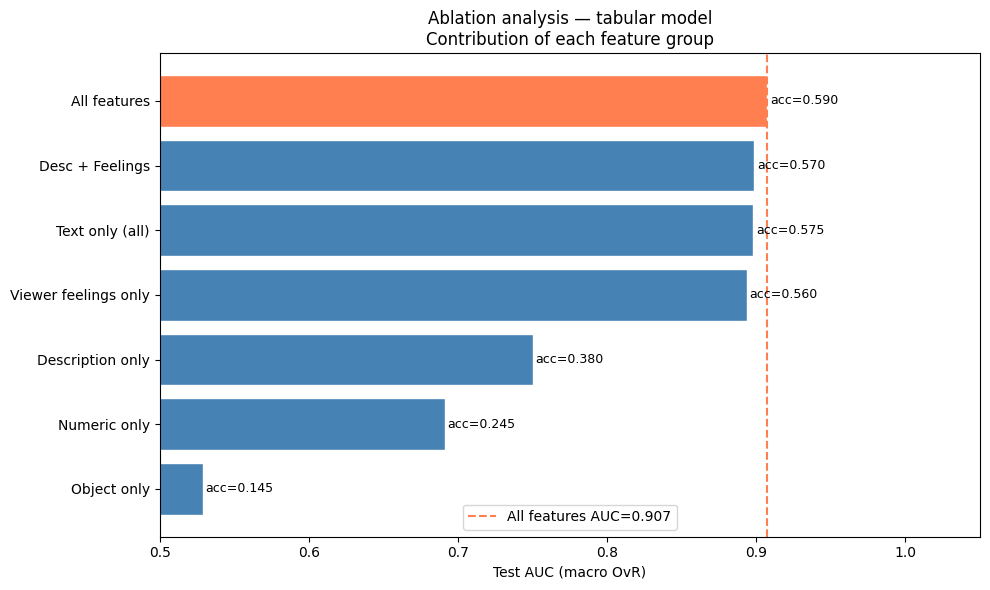 Ablation analysis — tabular model
Contribution of each feature group
All features
acc=0.590
Desc + Feelings
acc=0.570
Text only (all)
acc=0.575
Viewer feelings only
acc=0.560
Description only
acc=0.380
Numeric only
acc=0.245
Object only
acc=0.145
All features AUC=0.907
0.5 0.6 0.7 0.8 0.9 1.0
Test AUC (macro OvR)